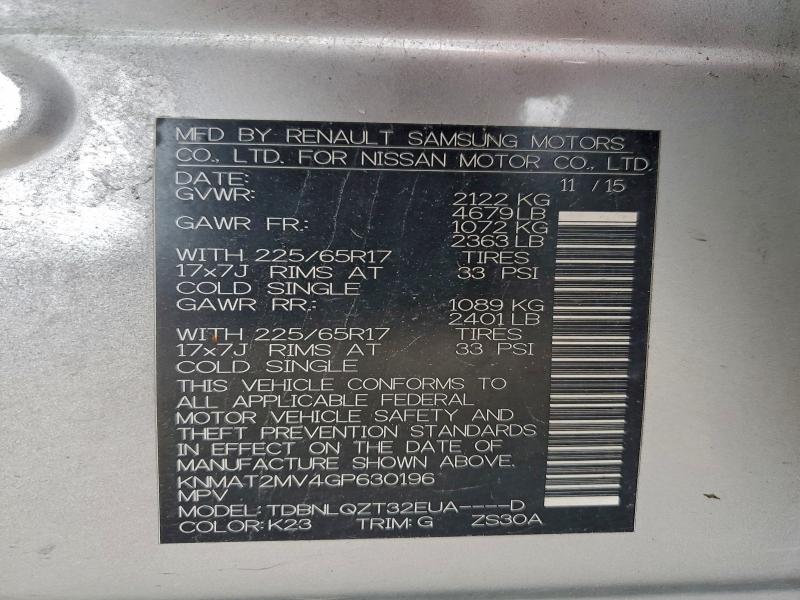 MFD BY RENAULT SAMSUNG MOTORS
CO., LTD. FOR NISSAN MOTOR CO., LTD.
DATE: 11 / 15
GVWR: 2122 KG
4679 LB
GAWR FR: 1072 KG
2363 LB
WITH 225/65R17 TIRES
17x7J RIMS AT 33 PSI
COLD SINGLE
GAWR RR: 1089 KG
2401 LB
WITH 225/65R17 TIRES
17x7J RIMS AT 33 PSI
COLD SINGLE
THIS VEHICLE CONFORMS TO
ALL APPLICABLE FEDERAL
MOTOR VEHICLE SAFETY AND
THEFT PREVENTION STANDARDS
IN EFFECT ON THE DATE OF
MANUFACTURE SHOWN ABOVE.
KNMAT2MV4GP630196
MPV
MODEL: TDBNLQZT32EUA----D
COLOR: K23 TRIM: G ZS30A